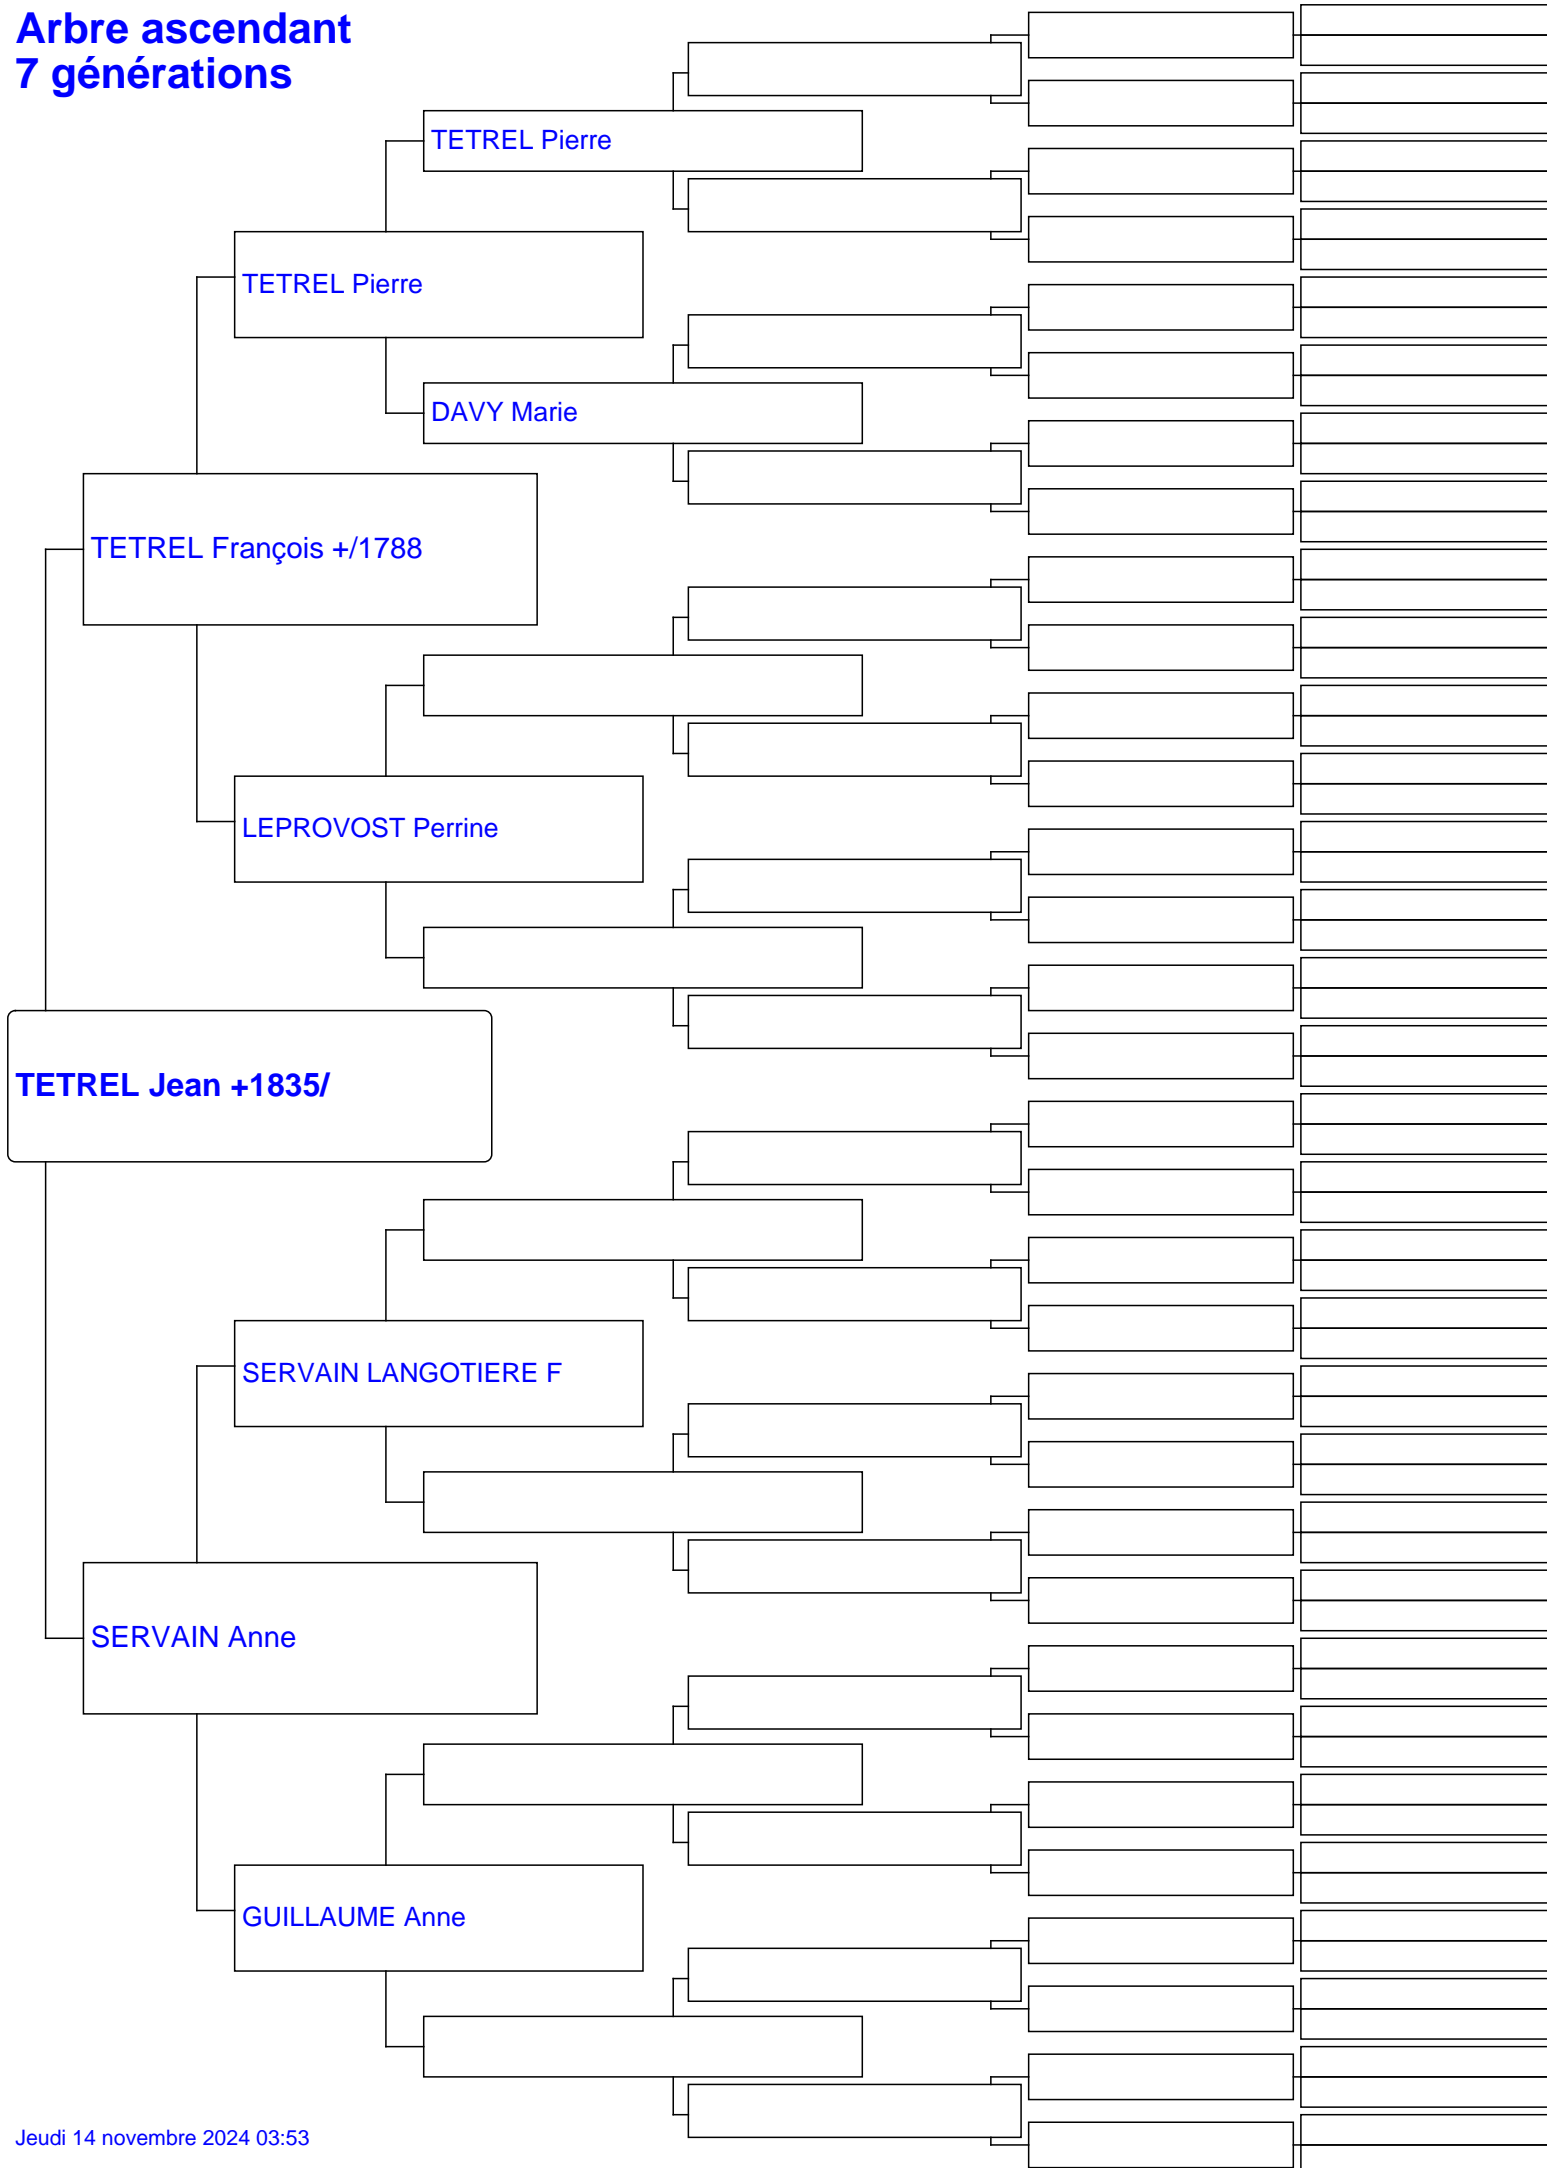 Arbre ascendant
7 générations
TETREL Pierre
TETREL Pierre
DAVY Marie
TETREL François +/1788
LEPROVOST Perrine
TETREL Jean +1835/
SERVAIN LANGOTIERE F
SERVAIN Anne
GUILLAUME Anne
Jeudi 14 novembre 2024 03:53